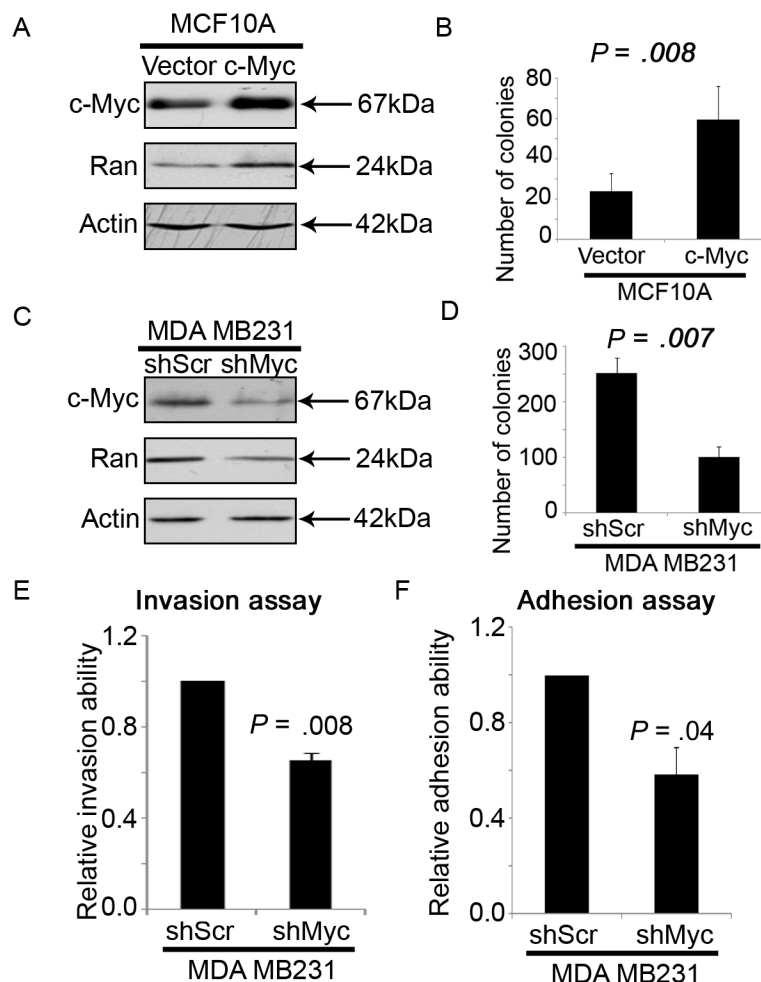 A
MCF10A
Vector c-Myc
c-Myc
67kDa
Ran
24kDa
Actin
42kDa
B
P = .008
Number of colonies
80
60
40
20
0
Vector c-Myc
MCF10A
C
MDA MB231
shScr shMyc
c-Myc
67kDa
Ran
24kDa
Actin
42kDa
D
P = .007
Number of colonies
300
200
100
0
shScr shMyc
MDA MB231
E
Invasion assay
Relative invasion ability
1.2
0.8
0.4
0.0
P = .008
shScr shMyc
MDA MB231
F
Adhesion assay
Relative adhesion ability
1.2
0.8
0.4
0.0
P = .04
shScr shMyc
MDA MB231